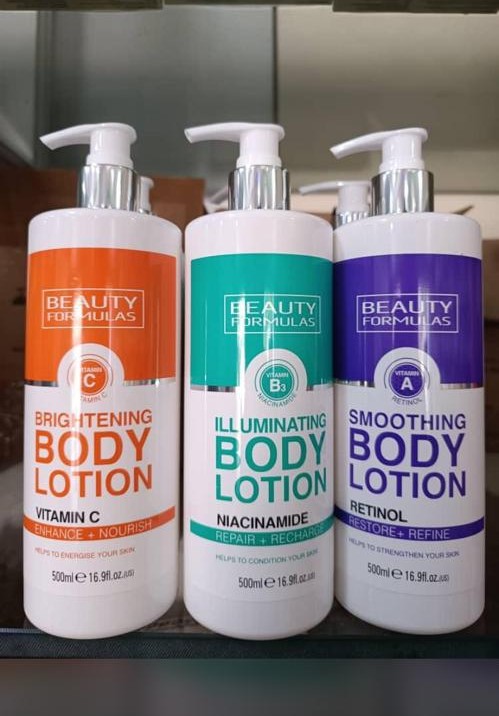 BEAUTY
FORMULAS
VITAMIN
C
VITAMIN C
BRIGHTENING
BODY
LOTION
VITAMIN C
ENHANCE + NOURISH
HELPS TO ENERGISE YOUR SKIN
500ml e 16.9fl.oz.(US)
BEAUTY
FORMULAS
VITAMIN
B3
NIACINAMIDE
ILLUMINATING
BODY
LOTION
NIACINAMIDE
REPAIR + RECHARGE
HELPS TO CONDITION YOUR SKIN
500ml e 16.9fl.oz.(US)
BEAUTY
FORMULAS
VITAMIN
A
RETINOL
SMOOTHING
BODY
LOTION
RETINOL
RESTORE + REFINE
HELPS TO STRENGTHEN YOUR SKIN
500ml e 16.9fl.oz.(US)